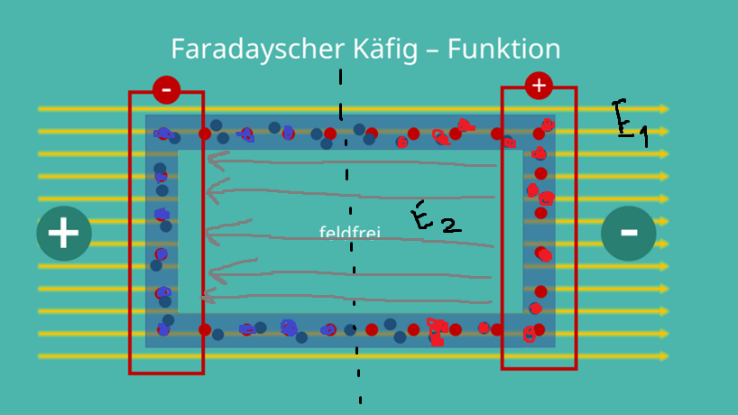 Faradayscher Käfig – Funktion
-
+
E1
+
E2
feldfrei
-